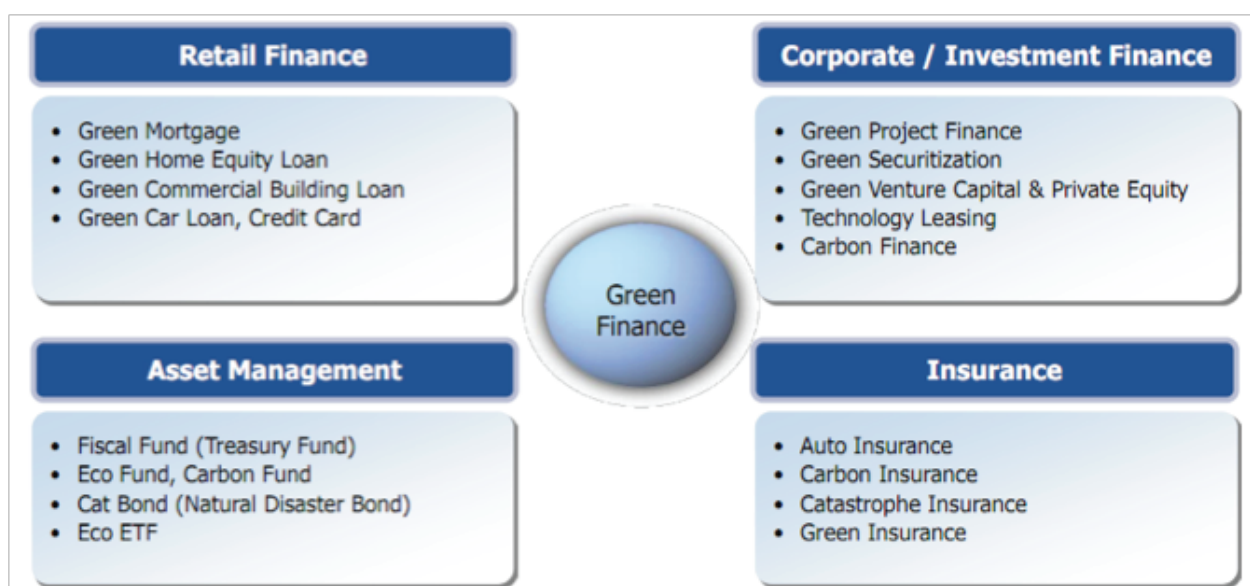 Retail Finance
• Green Mortgage
• Green Home Equity Loan
• Green Commercial Building Loan
• Green Car Loan, Credit Card
Corporate / Investment Finance
• Green Project Finance
• Green Securitization
• Green Venture Capital & Private Equity
• Technology Leasing
• Carbon Finance
Green
Finance
Asset Management
• Fiscal Fund (Treasury Fund)
• Eco Fund, Carbon Fund
• Cat Bond (Natural Disaster Bond)
• Eco ETF
Insurance
• Auto Insurance
• Carbon Insurance
• Catastrophe Insurance
• Green Insurance